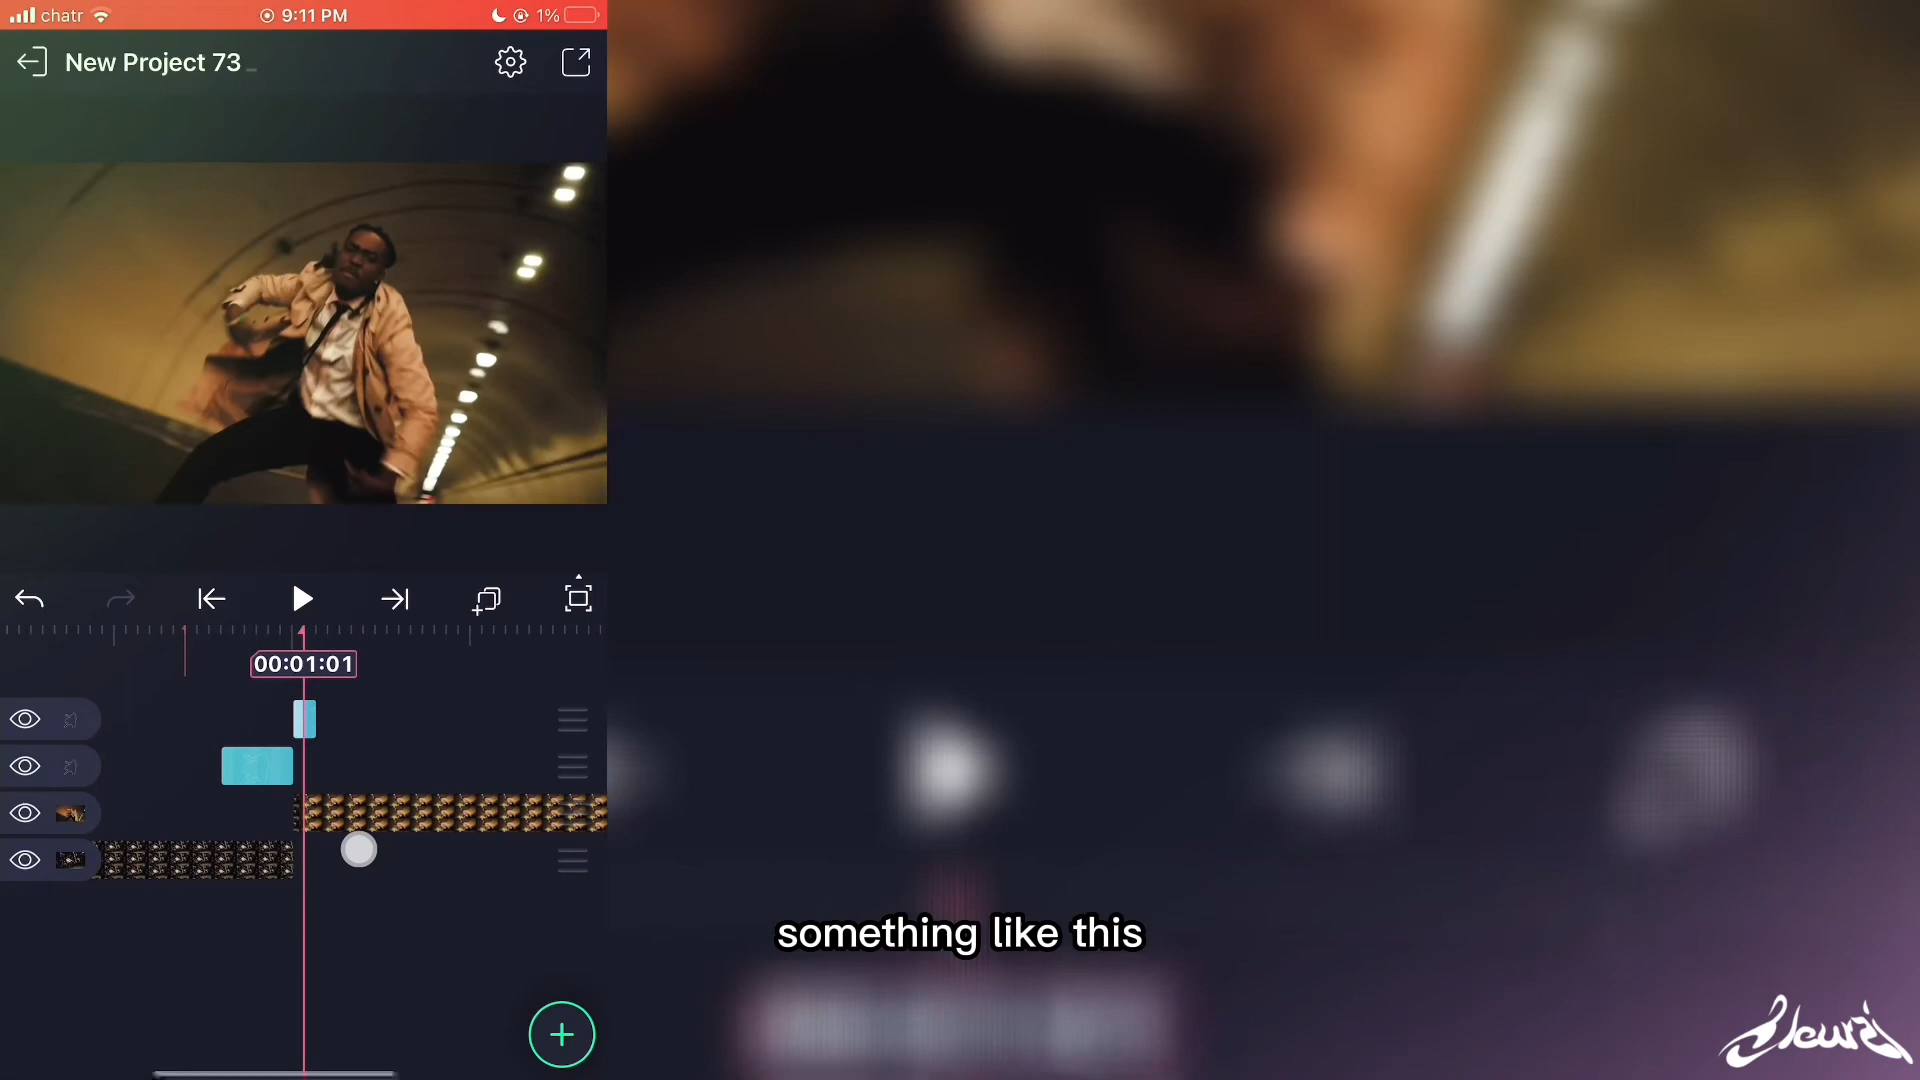 chatr 9:11 PM 1%
New Project 73
00:01:01
something like this